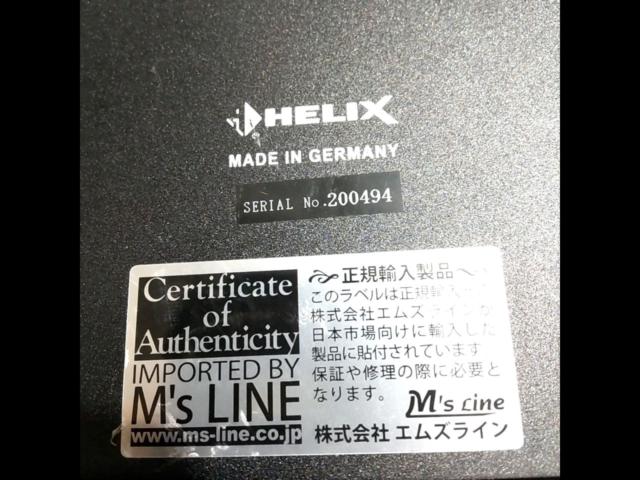 HELIX
MADE IN GERMANY
SERIAL No.200494
Certificate
of
Authenticity
IMPORTED BY
M's LINE
www.ms-line.co.jp
正規輸入製品
このラベルは正規輸入
株式会社エムズラインが
日本市場向けに輸入した
製品に貼付されています
保証や修理の際に必要と
なります。
M's Line
株式会社 エムズライン